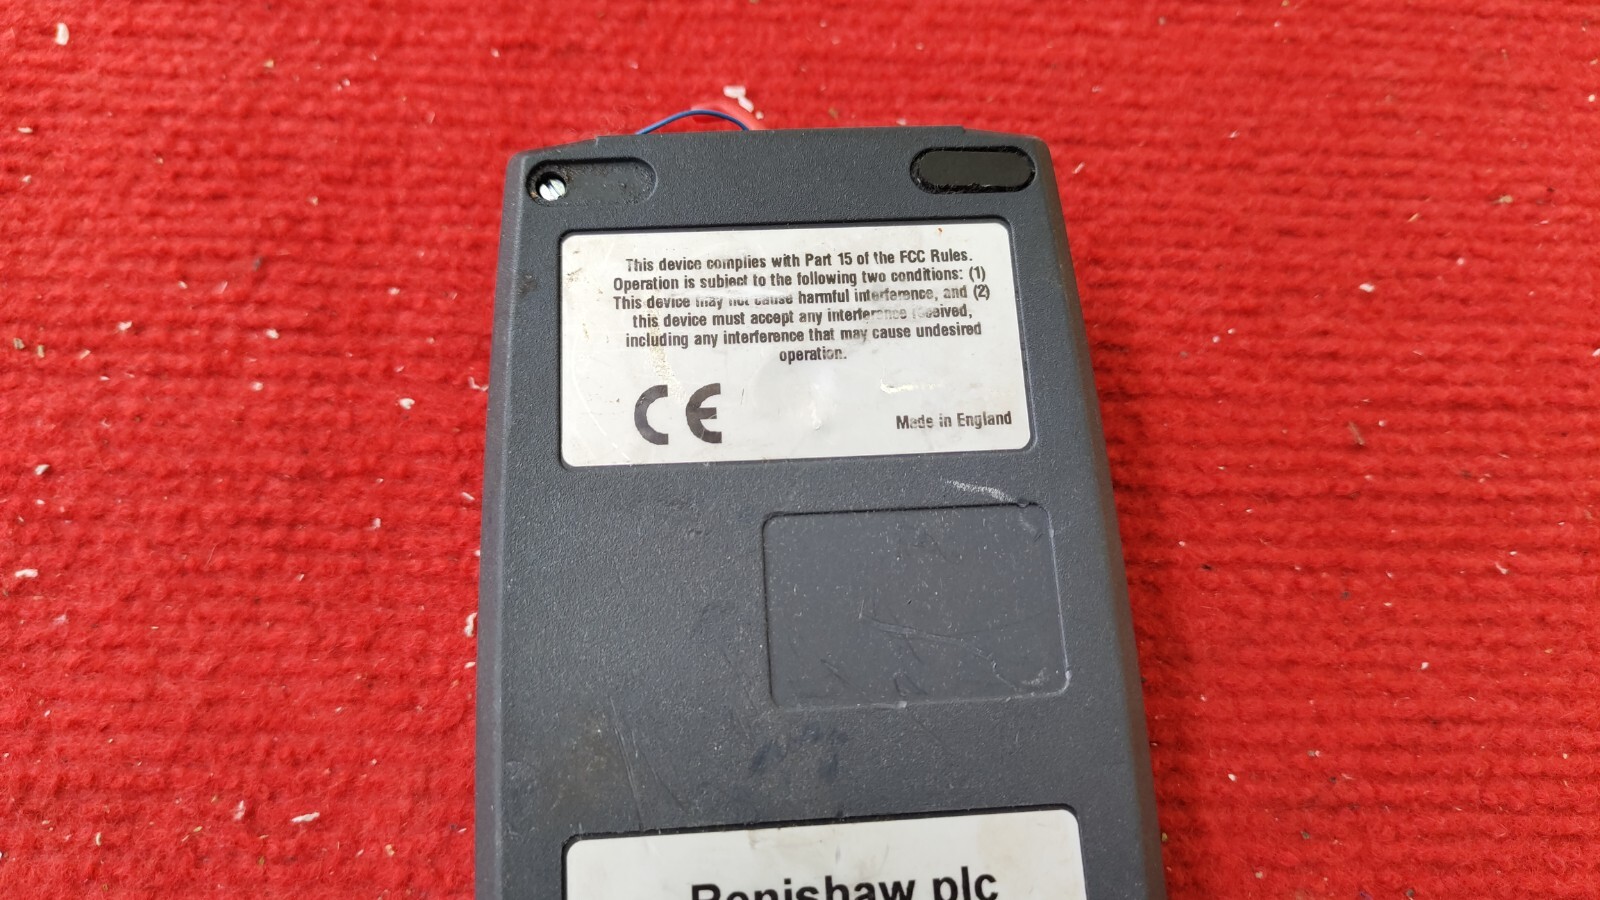 This device complies with Part 15 of the FCC Rules.
Operation is subject to the following two conditions: (1)
This device may not cause harmful interference, and (2)
this device must accept any interference received,
including any interference that may cause undesired
operation.
CE
Made in England
Renishaw plc